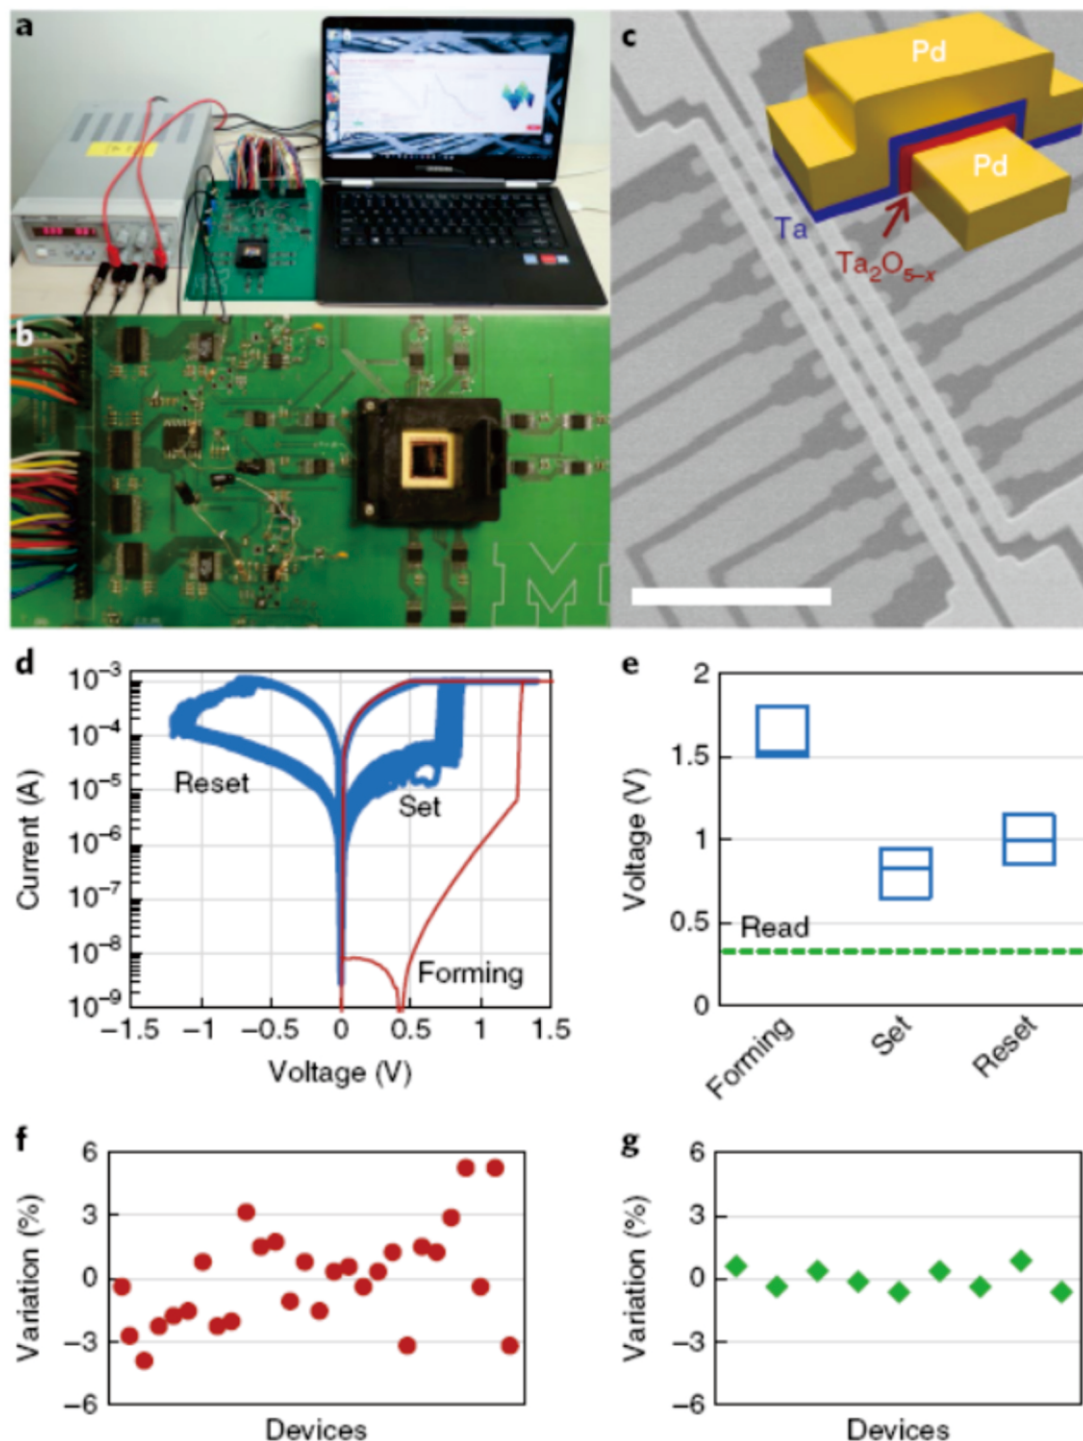 a
b
c
Pd
Pd
Ta
Ta₂O₅₋ₓ
d
10⁻³
10⁻⁴
10⁻⁵
10⁻⁶
10⁻⁷
10⁻⁸
10⁻⁹
Current (A)
Reset
Set
Forming
−1.5 −1 −0.5 0 0.5 1 1.5
Voltage (V)
e
2
1.5
1
0.5
0
Voltage (V)
Read
Forming
Set
Reset
f
6
3
0
−3
−6
Variation (%)
Devices
g
6
3
0
−3
−6
Variation (%)
Devices